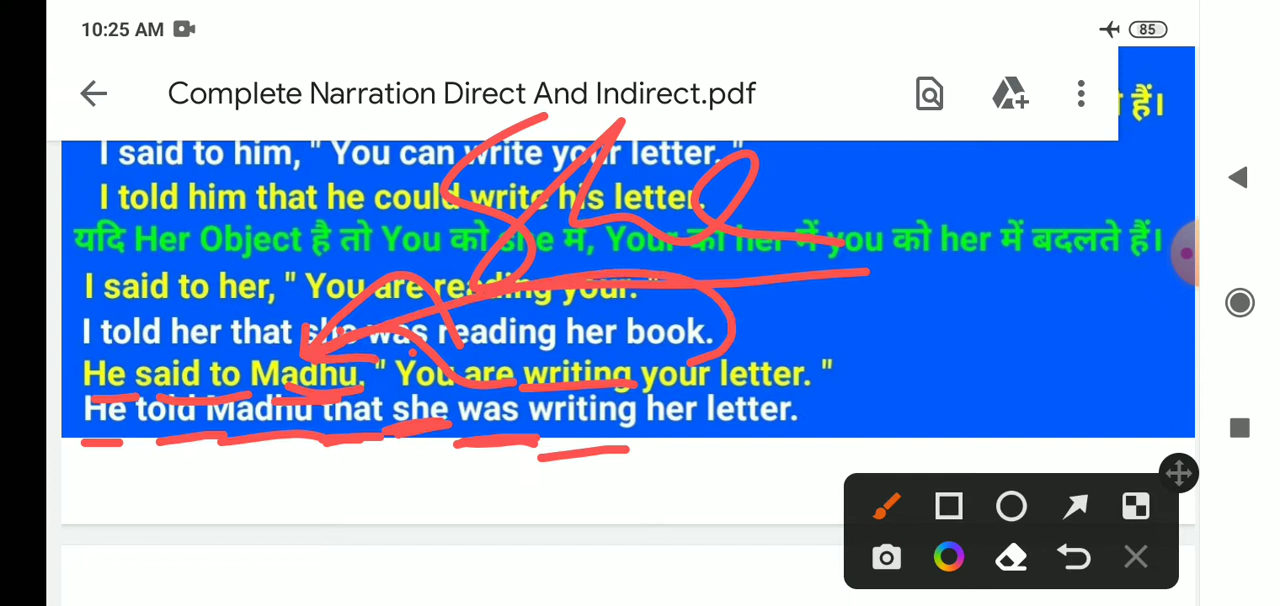 10:25 AM
85
Complete Narration Direct And Indirect.pdf
हैं।
I said to him, " You can write your letter. "
I told him that he could write his letter.
She
यदि Her Object है तो You को she में, Your को her में you को her में बदलते हैं।
I said to her, " You are reading your. "
I told her that she was reading her book.
He said to Madhu, " You are writing your letter. "
He told Madhu that she was writing her letter.